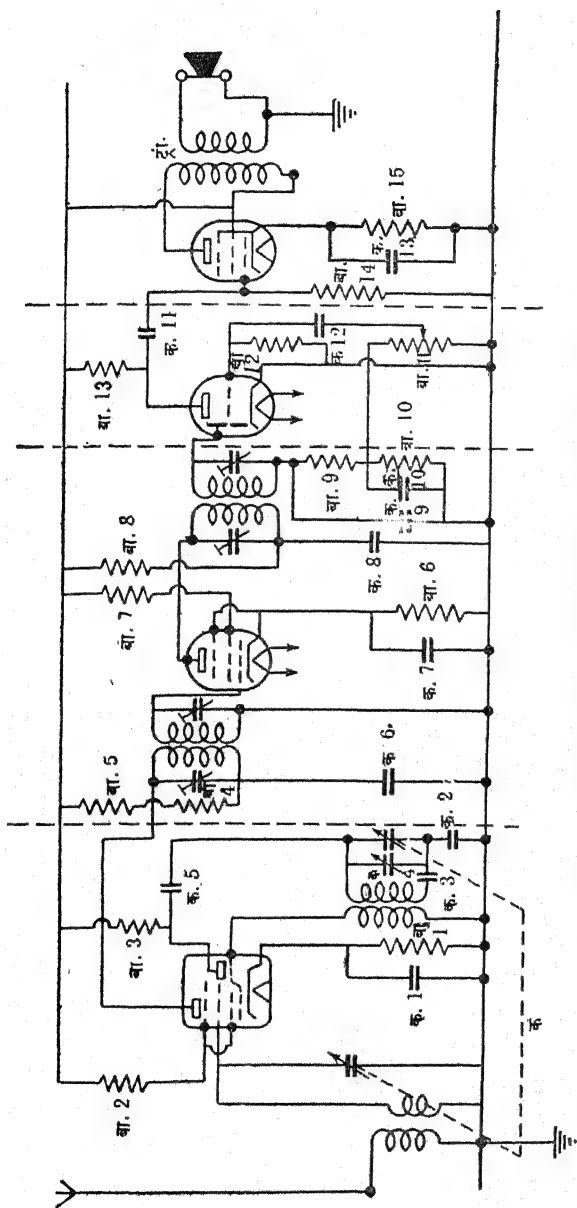 बा. 2
बा. 3
क. 5
क. 1
बा. 1
क. 4
क. 3
क. 2
क
बा. 5
बा. 4
क 6.
बा. 7
बा. 8
क. 7
बा. 6
क. 8
बा. 9
क. 9
क. 10
बा. 10
बा. 13
क. 11
बा. 12
क 12
बा. 11
बा. 14
क. 13
बा. 15
ट्रां.